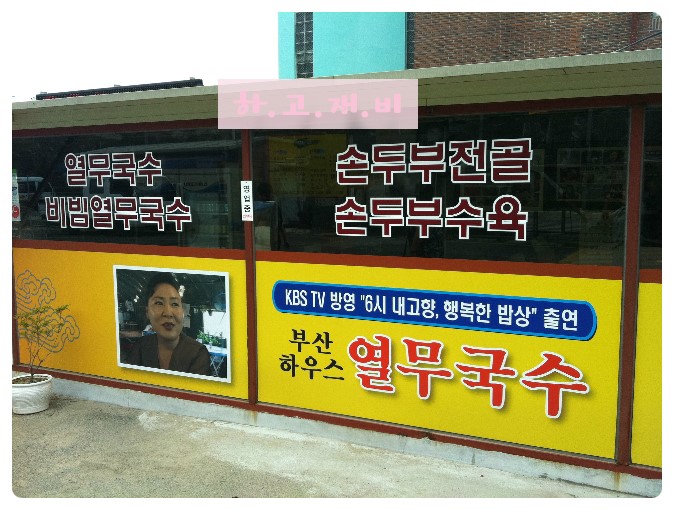 하.고.재.비
열무국수
비빔열무국수
영업중
손두부전골
손두부수육
KBS TV 방영 "6시 내고향, 행복한 밥상" 출연
부산
하우스
열무국수